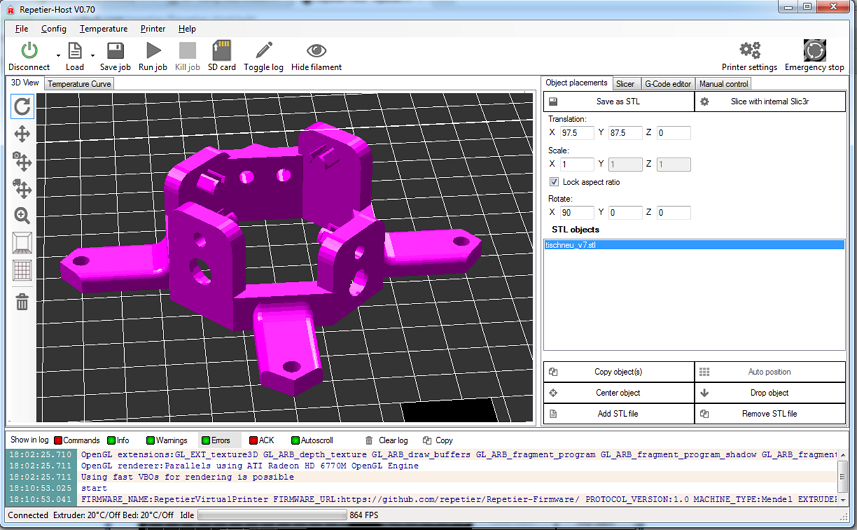 Repetier-Host V0.70
File Config Temperature Printer Help
Disconnect Load Save job Run job Kill job SD card Toggle log Hide filament Printer settings Emergency stop
3D View Temperature Curve
Object placements Slicer G-Code editor Manual control
Save as STL Slice with internal Slic3r
Translation:
X 97.5 Y 87.5 Z 0
Scale:
X 1 Y 1 Z 1
Lock aspect ratio
Rotate:
X 90 Y 0 Z 0
STL objects
tischneu_v7.stl
Copy object(s) Auto position
Center object Drop object
Add STL file Remove STL file
Show in log Commands Info Warnings Errors ACK Autoscroll Clear log Copy
18:02:25.710 OpenGL extensions:GL_EXT_texture3D GL_ARB_depth_texture GL_ARB_draw_buffers GL_ARB_fragment_program GL_ARB_fragment_program_shadow GL_ARB_fragment
18:02:25.711 OpenGL renderer:Parallels using ATI Radeon HD 6770M OpenGL Engine
18:02:25.711 Using fast VBOs for rendering is possible
18:10:53.025 start
18:10:53.041 FIRMWARE_NAME:RepetierVirtualPrinter FIRMWARE_URL:https://github.com/repetier/Repetier-Firmware/ PROTOCOL_VERSION:1.0 MACHINE_TYPE:Mendel EXTRUDER
Connected Extruder: 20°C/Off Bed: 20°C/Off Idle 864 FPS